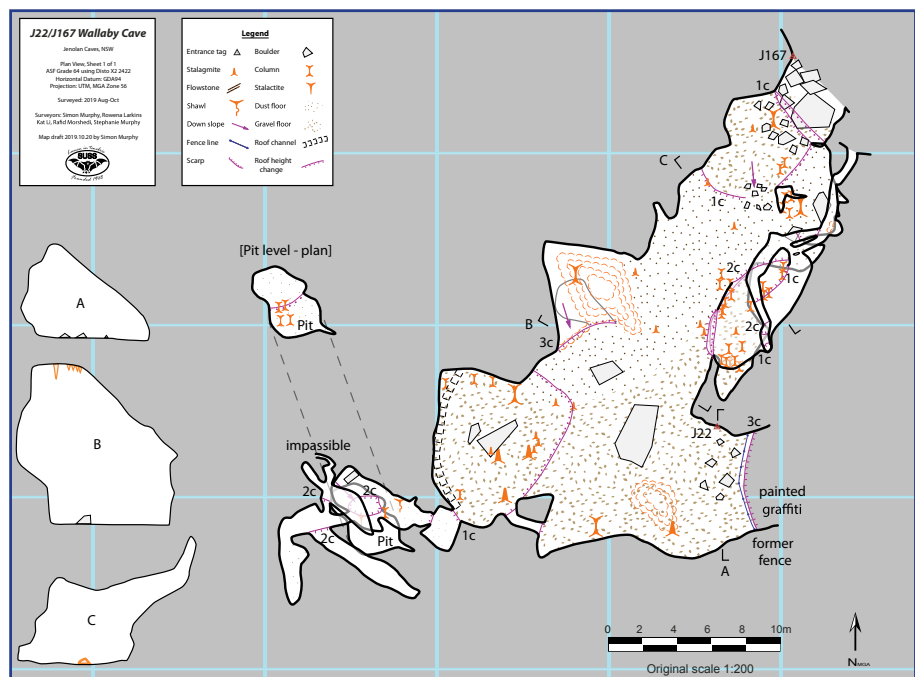 J22/J167 Wallaby Cave
Jenolan Caves, NSW
Plan View, Sheet 1 of 1
ASF Grade 64 using Disto X2 2422
Horizontal Datum: GDA94
Projection: UTM, MGA Zone 56
Surveyed: 2019 Aug-Oct
Surveyors: Simon Murphy, Rowena Larkins
Kat Li, Rafid Morshedi, Stephanie Murphy
Map draft 2019.10.20 by Simon Murphy
SUSS
Founded 1948
Legend
Entrance tag
Boulder
Stalagmite
Column
Flowstone
Stalactite
Shawl
Dust floor
Down slope
Gravel floor
Fence line
Roof channel
Scarp
Roof height
change
J167
1c
C
1c
[Pit level - plan]
A
2c
1c
Pit
B
3c
2c
1c
B
J22
3c
impassible
2c
2c
painted
graffiti
2c
Pit
1c
former
fence
A
C
0 2 4 6 8 10m
Original scale 1:200
NMGA